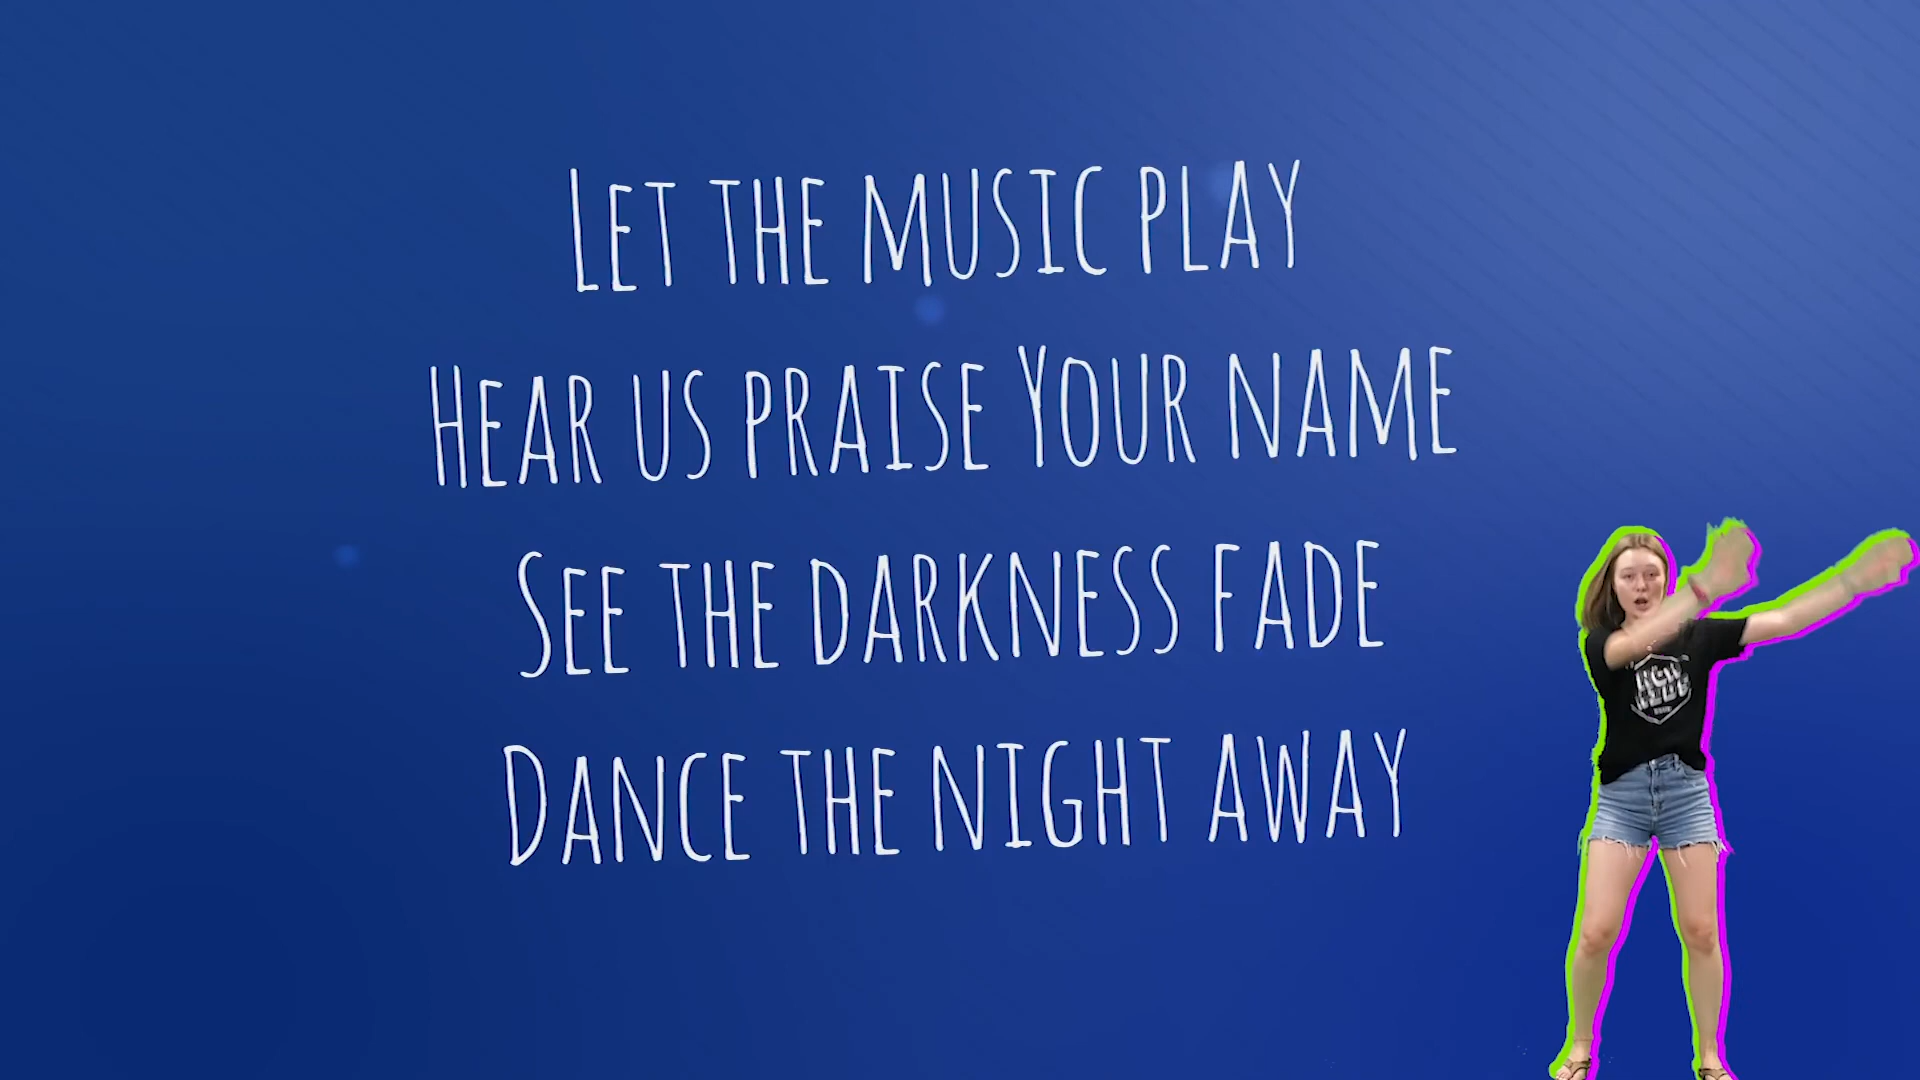 Let the music play
Hear us praise Your name
See the darkness fade
Dance the night away